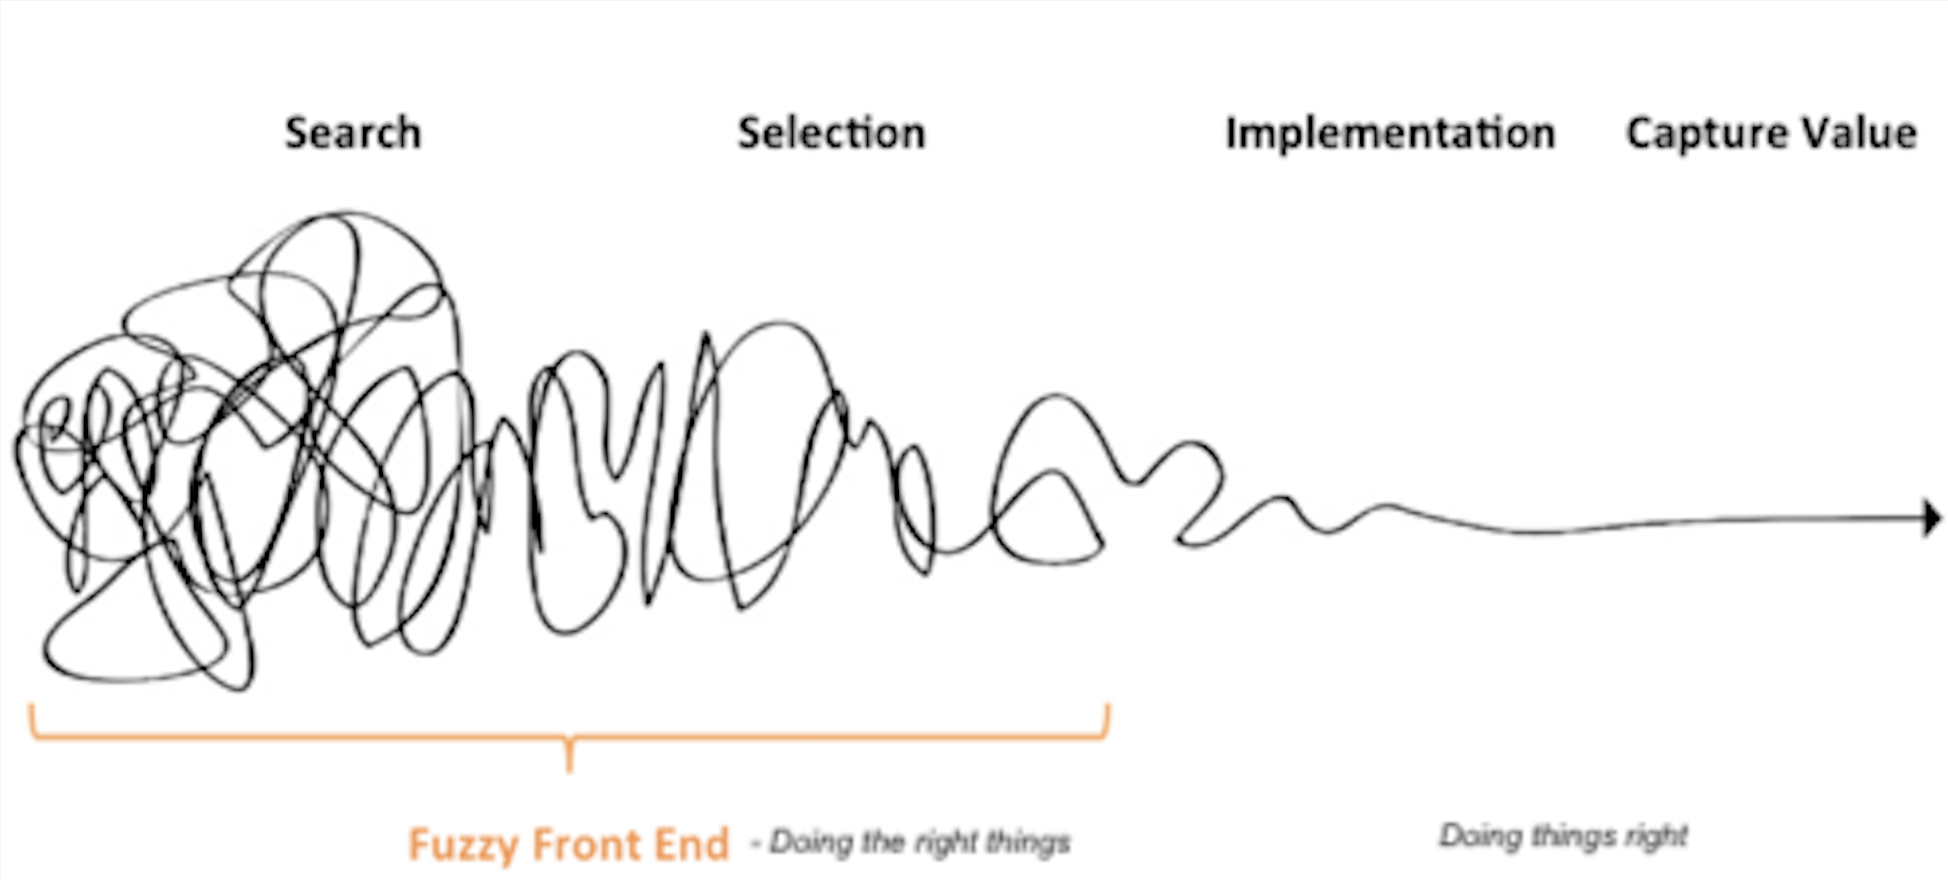 Search Selection Implementation Capture Value
Fuzzy Front End - Doing the right things Doing things right